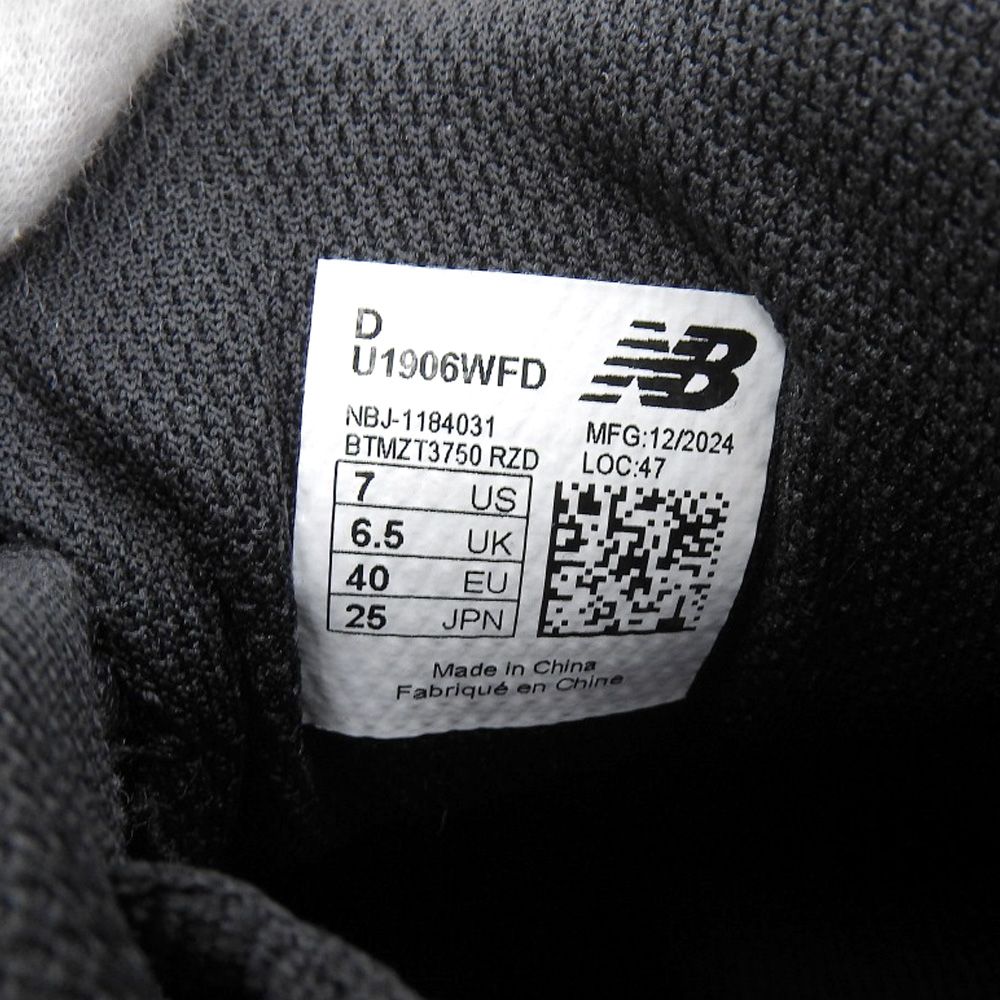 D
U1906WFD
NB
NBJ-1184031
BTMZT3750 RZD
MFG:12/2024
LOC:47
7 US
6.5 UK
40 EU
25 JPN
Made in China
Fabriqué en Chine